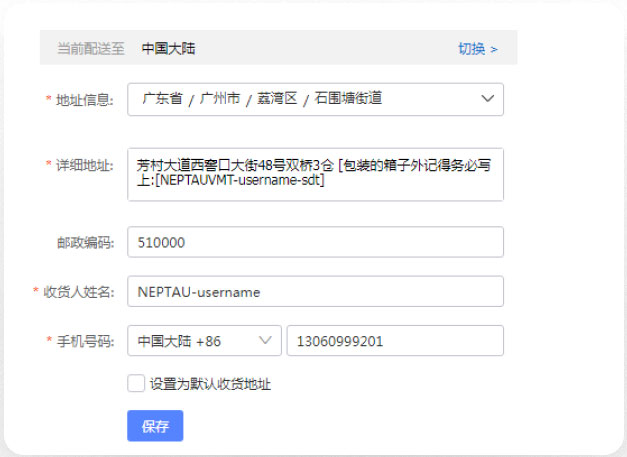 当前配送至 中国大陆 切换 >
* 地址信息: 广东省 / 广州市 / 荔湾区 / 石围塘街道
* 详细地址: 芳村大道西窖口大街48号双桥3仓 [包装的箱子外记得务必写
上:[NEPTAUVMT-username-sdt]
邮政编码: 510000
* 收货人姓名: NEPTAU-username
* 手机号码: 中国大陆 +86 13060999201
设置为默认收货地址
保存